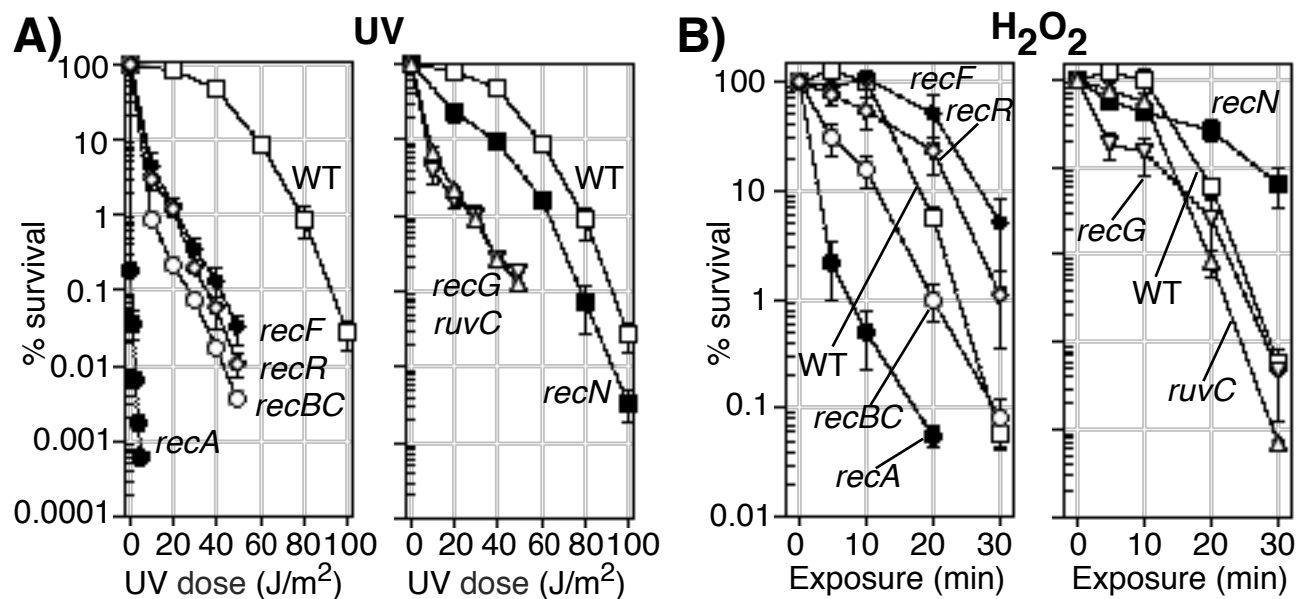 A)
UV
B)
H2O2
% survival
100
10
1
0.1
0.01
0.001
0.0001
WT
recF
recR
recBC
recA
0 20 40 60 80 100
UV dose (J/m2)
WT
recG
ruvC
recN
0 20 40 60 80 100
UV dose (J/m2)
% survival
100
10
1
0.1
0.01
recF
recR
WT
recBC
recA
0 10 20 30
Exposure (min)
recN
recG
WT
ruvC
0 10 20 30
Exposure (min)